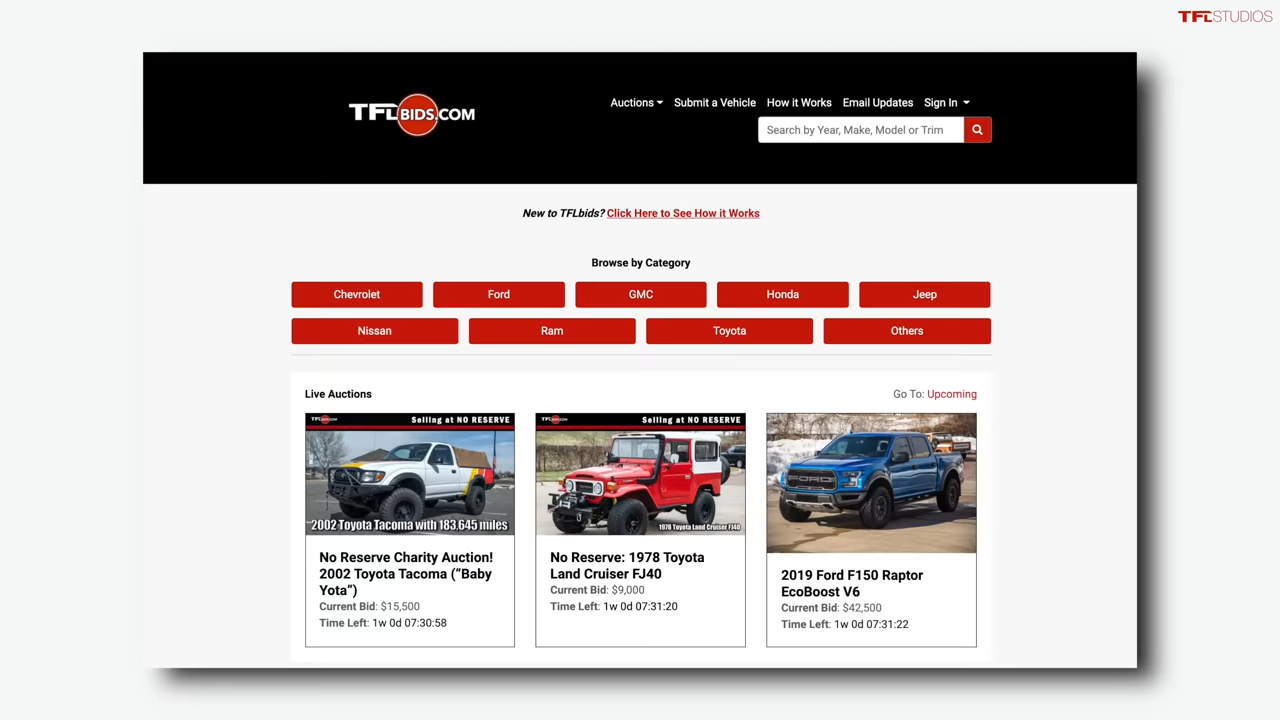 TFLSTUDIOS
TFLBIDS.COM
Auctions Submit a Vehicle How it Works Email Updates Sign In
Search by Year, Make, Model or Trim
New to TFLbids? Click Here to See How it Works
Browse by Category
Chevrolet Ford GMC Honda Jeep
Nissan Ram Toyota Others
Live Auctions Go To: Upcoming
TFLBIDS.COM Selling at NO RESERVE
2002 Toyota Tacoma with 183,645 miles
No Reserve Charity Auction!
2002 Toyota Tacoma (“Baby
Yota”)
Current Bid: $15,500
Time Left: 1w 0d 07:30:58
TFLBIDS.COM Selling at NO RESERVE
1978 Toyota Land Cruiser FJ40
No Reserve: 1978 Toyota
Land Cruiser FJ40
Current Bid: $9,000
Time Left: 1w 0d 07:31:20
FORD
2019 Ford F150 Raptor
EcoBoost V6
Current Bid: $42,500
Time Left: 1w 0d 07:31:22